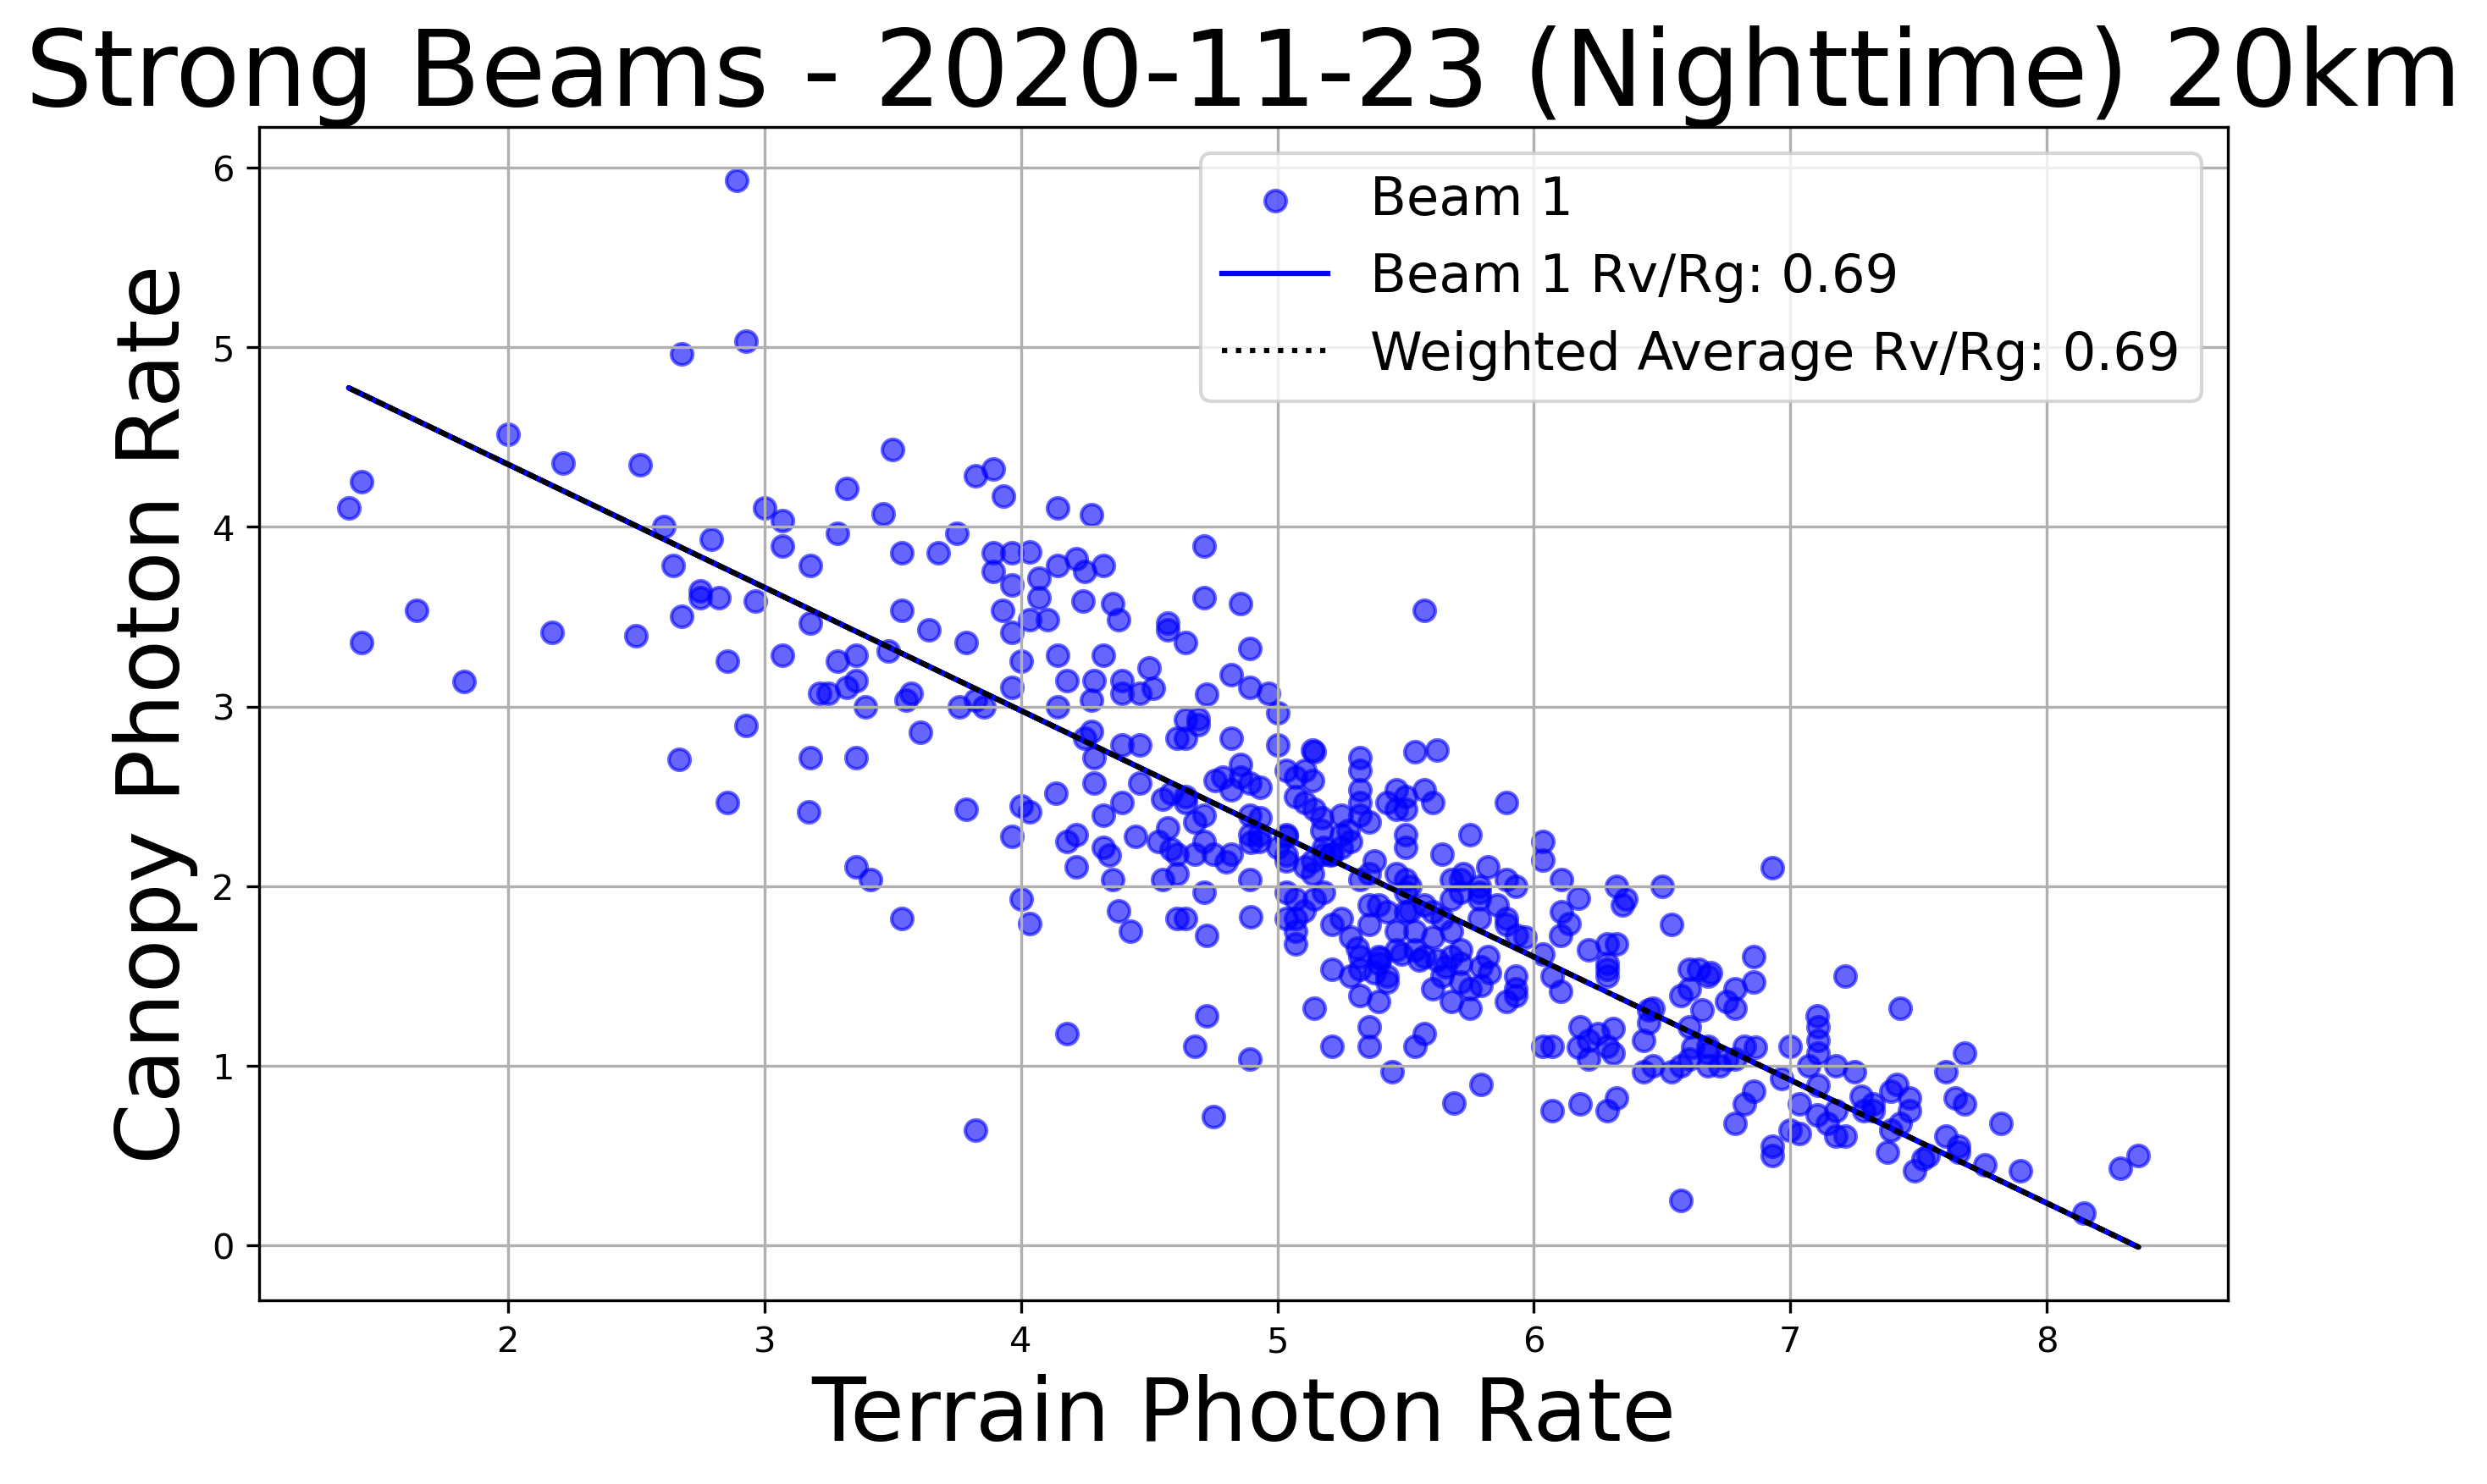 Strong Beams - 2020-11-23 (Nighttime) 20km
Beam 1
Beam 1 Rv/Rg: 0.69
Weighted Average Rv/Rg: 0.69
Canopy Photon Rate
6
5
4
3
2
1
0
2 3 4 5 6 7 8
Terrain Photon Rate